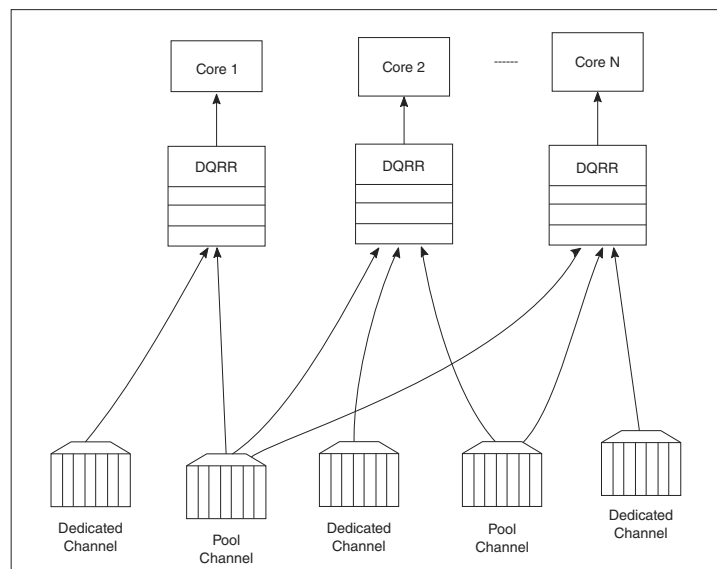 Core 1
Core 2
------
Core N
DQRR
DQRR
DQRR
Dedicated
Channel
Pool
Channel
Dedicated
Channel
Pool
Channel
Dedicated
Channel